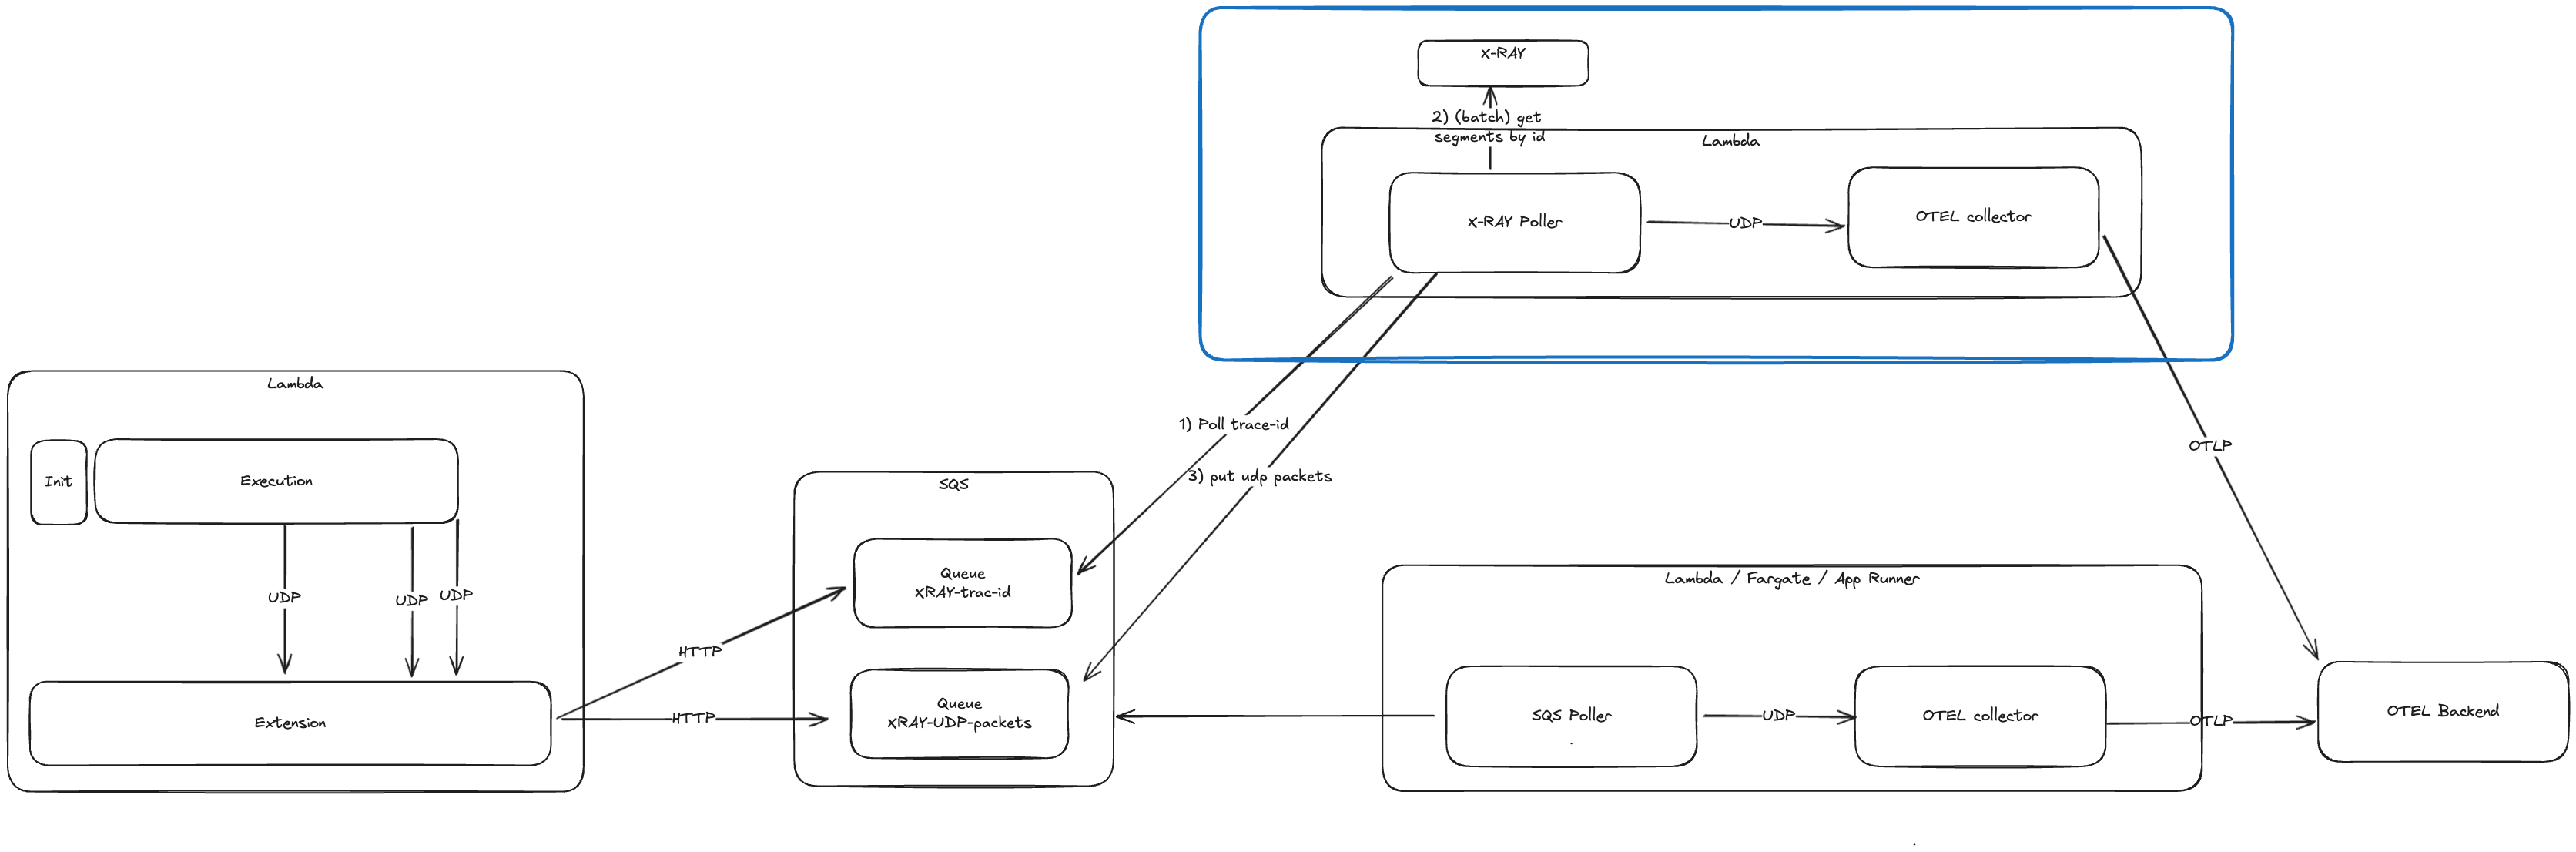 X-RAY
2) (batch) get
segments by id
Lambda
X-RAY Poller
UDP
OTEL collector
Lambda
Init
Execution
UDP
UDP
UDP
Extension
HTTP
HTTP
SQS
Queue
xRAY-trac-id
Queue
xRAY-UDP-packets
1) Poll trace-id
3) put udp packets
OTLP
Lambda / Fargate / App Runner
SQS Poller
UDP
OTEL collector
OTLP
OTEL Backend